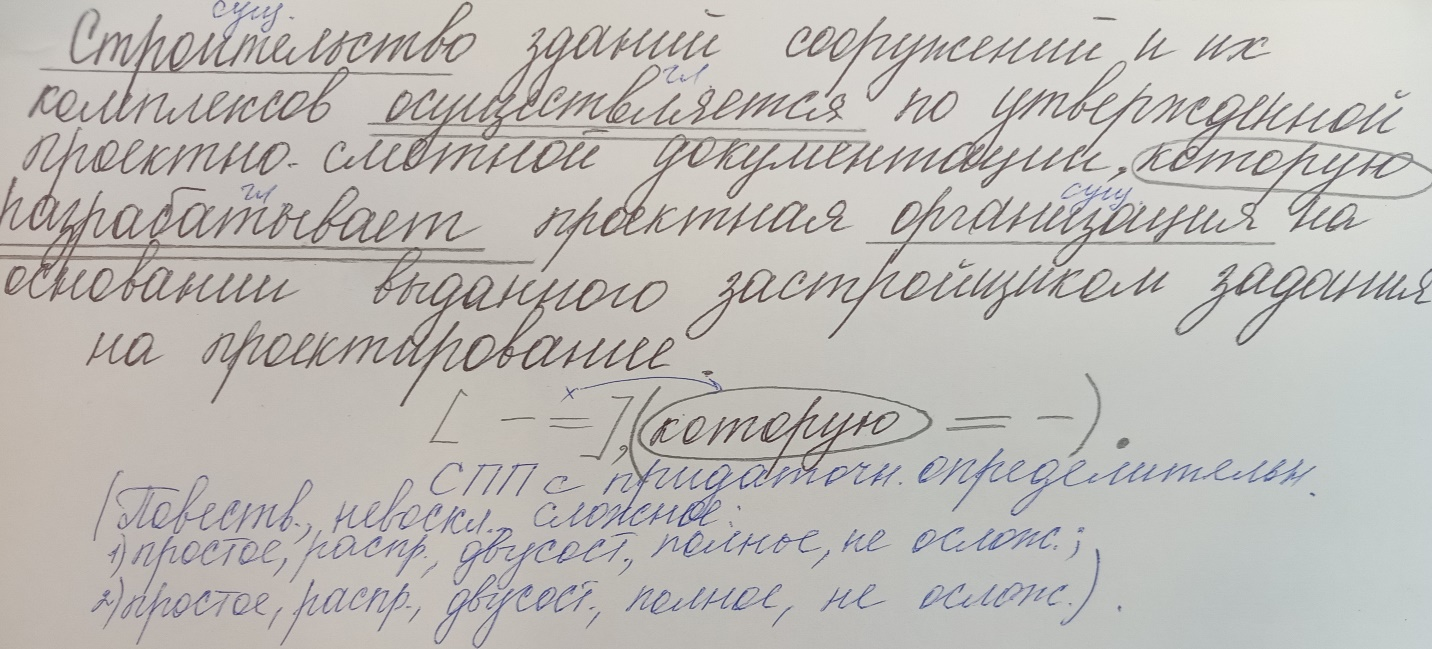 сущ.
Строительство зданий сооружений и их
гл
комплексов осуществляется по утвержденной
проектно-сметной документации, которую
гл сущ.
разрабатывает проектная организация на
основании выданного застройщиком задания
на проектирование.
х
[ — = ], (которую = —).
СПП с придаточн. определительн.
(Повеств., невоскл., сложное:
1) простое, распр., двусост., полное, не ослож.;
2) простое, распр., двусост., полное, не ослож.).